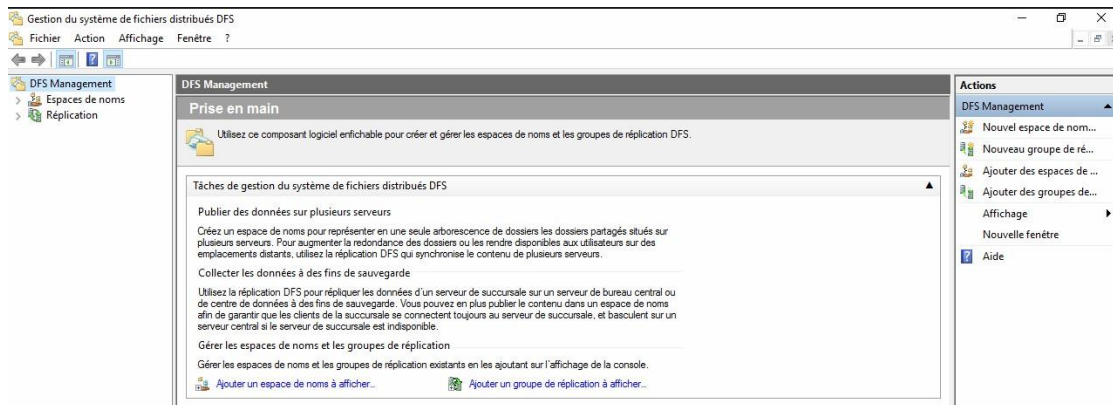 Gestion du système de fichiers distribués DFS
Fichier Action Affichage Fenêtre ?
DFS Management
Espaces de noms
Réplication
DFS Management
Prise en main
Utilisez ce composant logiciel enfichable pour créer et gérer les espaces de noms et les groupes de réplication DFS.
Tâches de gestion du système de fichiers distribués DFS
Publier des données sur plusieurs serveurs
Créez un espace de noms pour représenter en une seule arborescence de dossiers les dossiers partagés situés sur
plusieurs serveurs. Pour augmenter la redondance des dossiers ou les rendre disponibles aux utilisateurs sur des
emplacements distants, utilisez la réplication DFS qui synchronise le contenu de plusieurs serveurs.
Collecter les données à des fins de sauvegarde
Utilisez la réplication DFS pour répliquer les données d'un serveur de succursale sur un serveur de bureau central ou
de centre de données à des fins de sauvegarde. Vous pouvez en plus publier le contenu dans un espace de noms
afin de garantir que les clients de la succursale se connectent toujours au serveur de succursale, et basculent sur un
serveur central si le serveur de succursale est indisponible.
Gérer les espaces de noms et les groupes de réplication
Gérer les espaces de noms et les groupes de réplication existants en les ajoutant sur l'affichage de la console.
Ajouter un espace de noms à afficher...
Ajouter un groupe de réplication à afficher...
Actions
DFS Management
Nouvel espace de nom...
Nouveau groupe de ré...
Ajouter des espaces de ...
Ajouter des groupes de...
Affichage
Nouvelle fenêtre
Aide